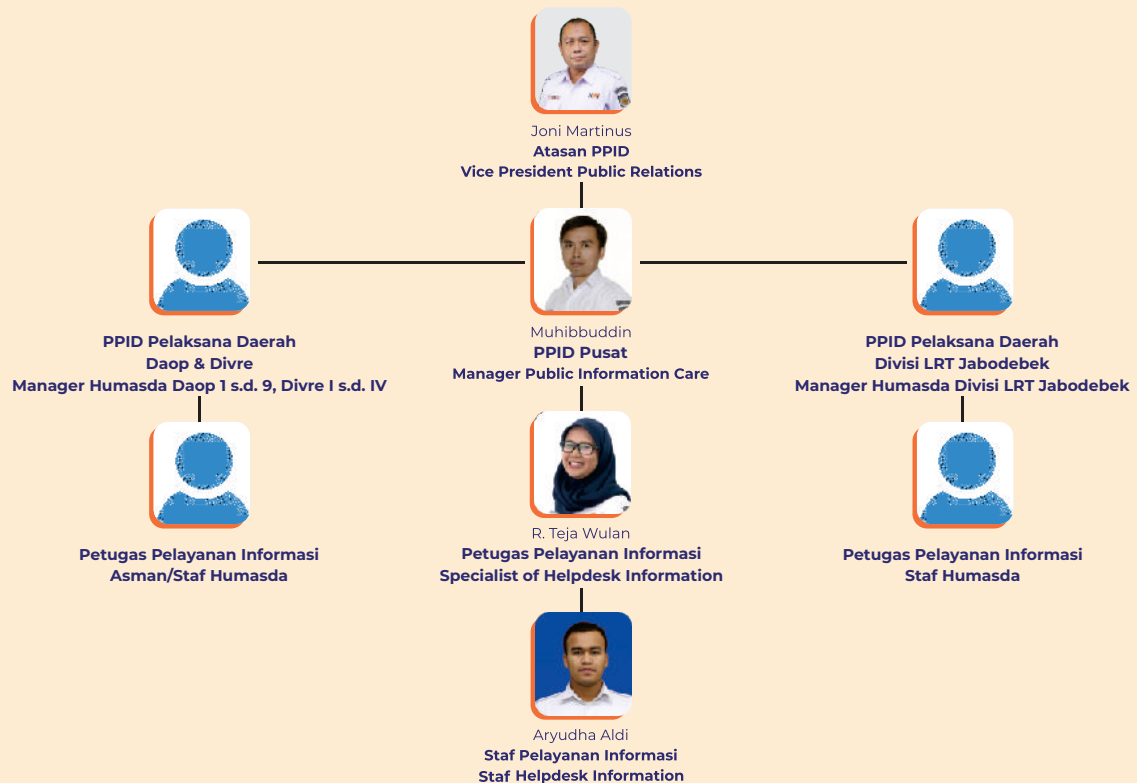 Joni Martinus
Atasan PPID
Vice President Public Relations
Muhibbuddin
PPID Pusat
Manager Public Information Care
PPID Pelaksana Daerah
Daop & Divre
Manager Humasda Daop 1 s.d. 9, Divre I s.d. IV
PPID Pelaksana Daerah
Divisi LRT Jabodebek
Manager Humasda Divisi LRT Jabodebek
Petugas Pelayanan Informasi
Asman/Staf Humasda
R. Teja Wulan
Petugas Pelayanan Informasi
Specialist of Helpdesk Information
Petugas Pelayanan Informasi
Staf Humasda
Aryudha Aldi
Staf Pelayanan Informasi
Staf Helpdesk Information